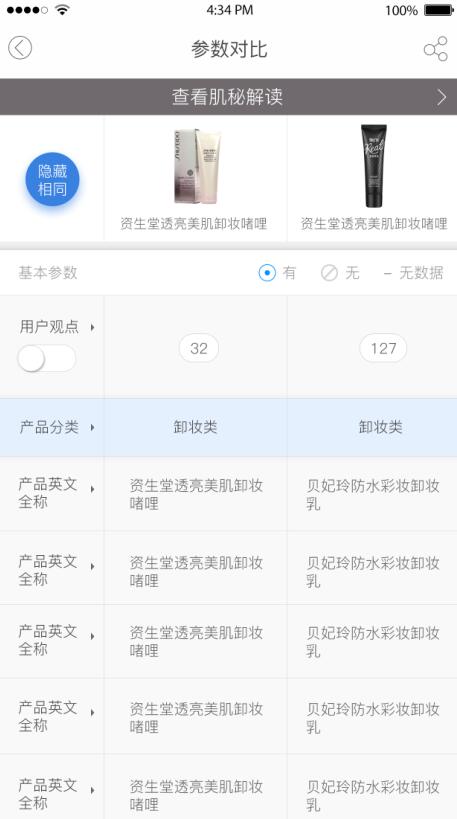 4:34 PM
100%
参数对比
查看肌秘解读
隐藏
相同
SHISEIDO
Real
资生堂透亮美肌卸妆啫哩
资生堂透亮美肌卸妆啫哩
基本参数
有
无
- 无数据
用户观点
32
127
产品分类
卸妆类
卸妆类
产品英文
全称
资生堂透亮美肌卸妆
啫哩
贝妃玲防水彩妆卸妆
乳
产品英文
全称
资生堂透亮美肌卸妆
啫哩
贝妃玲防水彩妆卸妆
乳
产品英文
全称
资生堂透亮美肌卸妆
啫哩
贝妃玲防水彩妆卸妆
乳
产品英文
全称
资生堂透亮美肌卸妆
啫哩
贝妃玲防水彩妆卸妆
乳
产品英文
全称
资生堂透亮美肌卸妆
啫哩
贝妃玲防水彩妆卸妆
乳